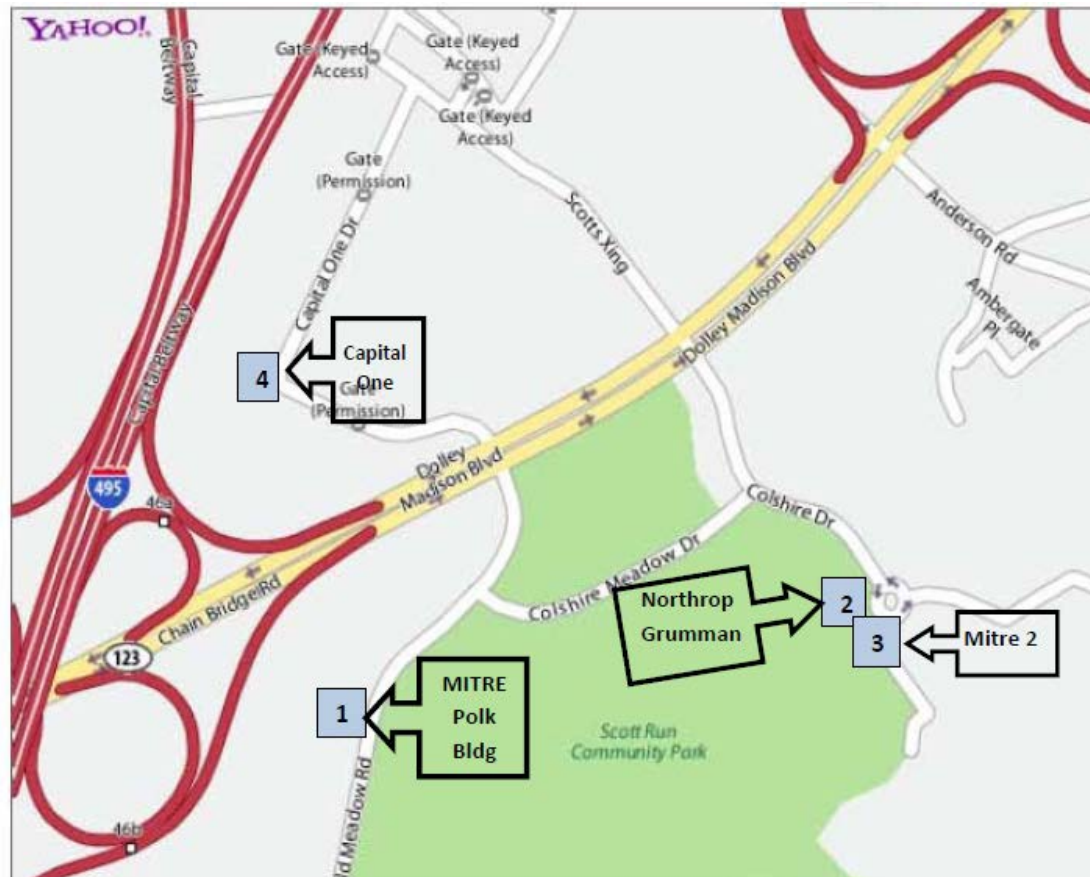 YAHOO!
Capital
Beltway
Gate (Keyed
Access)
Gate (Keyed
Access)
Gate (Keyed
Access)
Gate
(Permission)
Capital One Dr
Scotts Xing
Anderson Rd
Ambergate
Pl
Dolley Madison Blvd
Capital Beltway
4
Capital
One
Gate
(Permission)
Dolley
Madison Blvd
495
46a
Colshire Dr
Colshire Meadow Dr
Chain Bridge Rd
123
Northrop
Grumman
2
3
Mitre 2
1
MITRE
Polk
Bldg
Scott Run
Community Park
ld Meadow Rd
46b